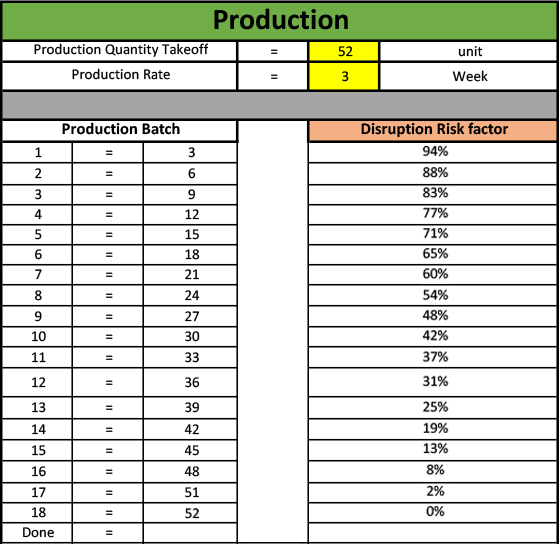 Production
Production Quantity Takeoff = 52 unit
Production Rate = 3 Week
Production Batch Disruption Risk factor
1 = 3 94%
2 = 6 88%
3 = 9 83%
4 = 12 77%
5 = 15 71%
6 = 18 65%
7 = 21 60%
8 = 24 54%
9 = 27 48%
10 = 30 42%
11 = 33 37%
12 = 36 31%
13 = 39 25%
14 = 42 19%
15 = 45 13%
16 = 48 8%
17 = 51 2%
18 = 52 0%
Done =